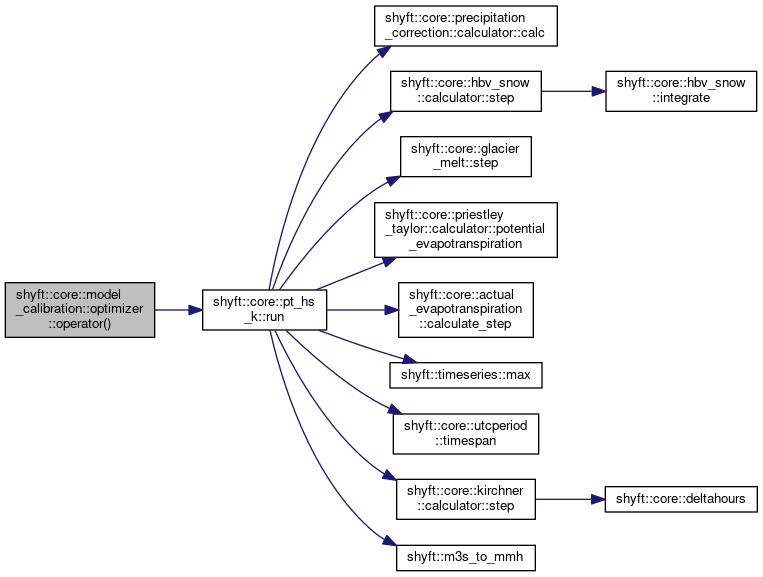 shyft::core::model
_calibration::optimizer
::operator()
shyft::core::pt_hs
_k::run
shyft::core::precipitation
_correction::calculator::calc
shyft::core::hbv_snow
::calculator::step
shyft::core::hbv_snow
::integrate
shyft::core::glacier
_melt::step
shyft::core::priestley
_taylor::calculator::potential
_evapotranspiration
shyft::core::actual
_evapotranspiration
::calculate_step
shyft::timeseries::max
shyft::core::utcperiod
::timespan
shyft::core::kirchner
::calculator::step
shyft::core::deltahours
shyft::m3s_to_mmh